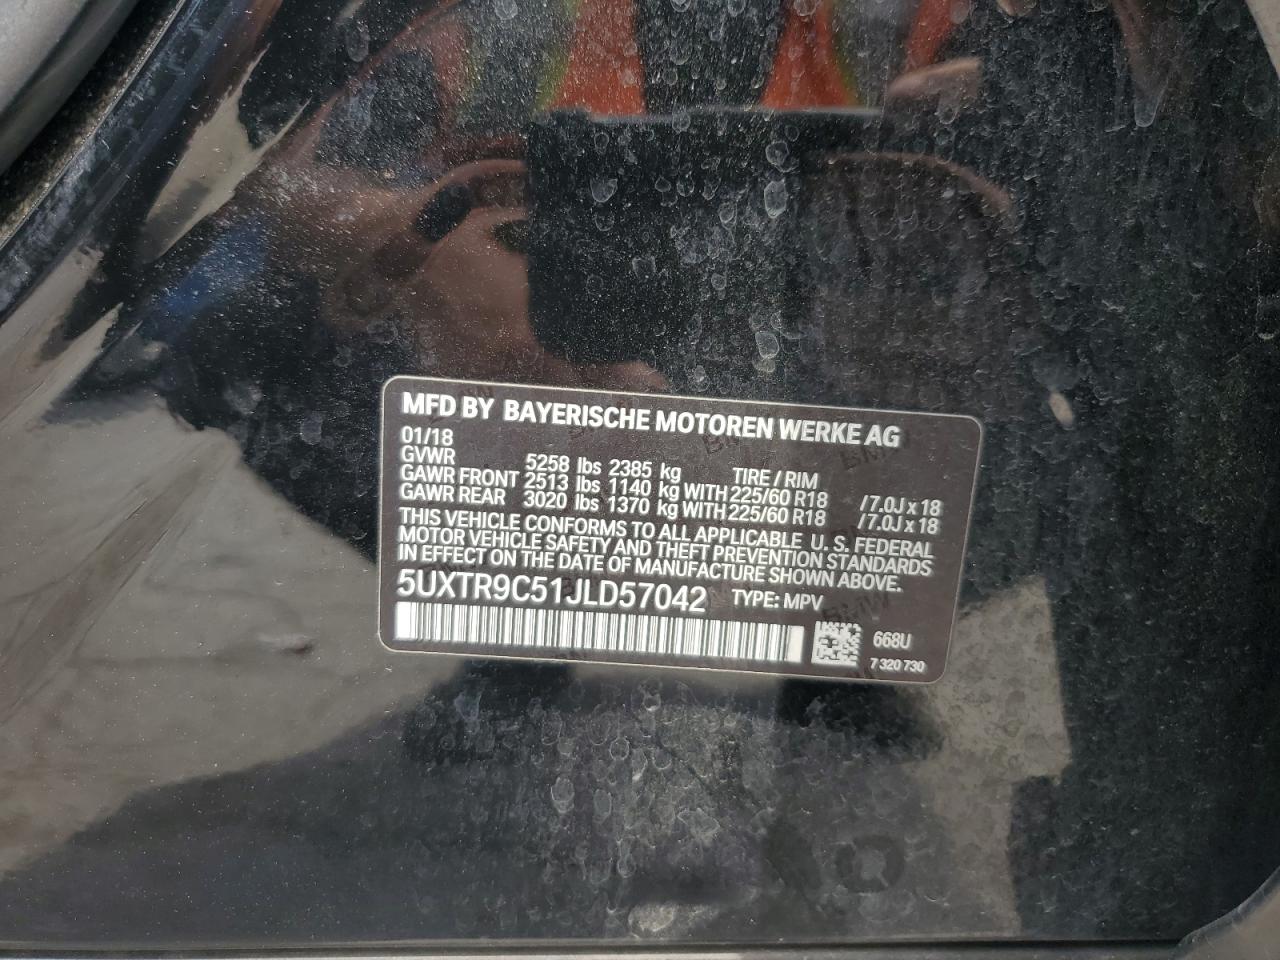 MFD BY BAYERISCHE MOTOREN WERKE AG
01/18
GVWR 5258 lbs 2385 kg TIRE / RIM
GAWR FRONT 2513 lbs 1140 kg WITH 225/60 R18 /7.0J x 18
GAWR REAR 3020 lbs 1370 kg WITH 225/60 R18 /7.0J x 18
THIS VEHICLE CONFORMS TO ALL APPLICABLE U.S. FEDERAL
MOTOR VEHICLE SAFETY AND THEFT PREVENTION STANDARDS
IN EFFECT ON THE DATE OF MANUFACTURE SHOWN ABOVE.
5UXTR9C51JLD57042 TYPE: MPV
668U
7 320 730